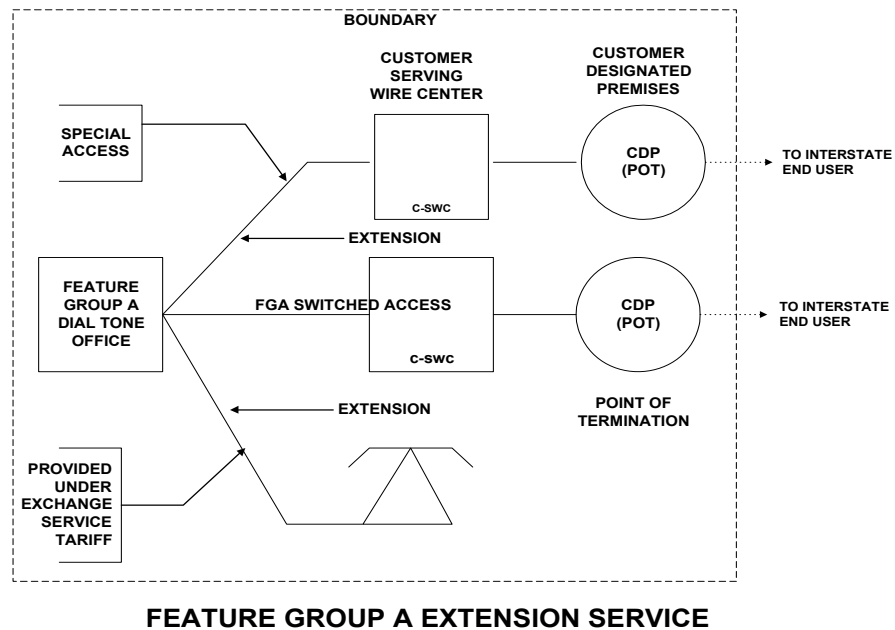 BOUNDARY
CUSTOMER
SERVING
WIRE CENTER
CUSTOMER
DESIGNATED
PREMISES
SPECIAL
ACCESS
C-SWC
CDP
(POT)
TO INTERSTATE
END USER
EXTENSION
FEATURE
GROUP A
DIAL TONE
OFFICE
FGA SWITCHED ACCESS
C-SWC
CDP
(POT)
TO INTERSTATE
END USER
EXTENSION
POINT OF
TERMINATION
PROVIDED
UNDER
EXCHANGE
SERVICE
TARIFF
FEATURE GROUP A EXTENSION SERVICE